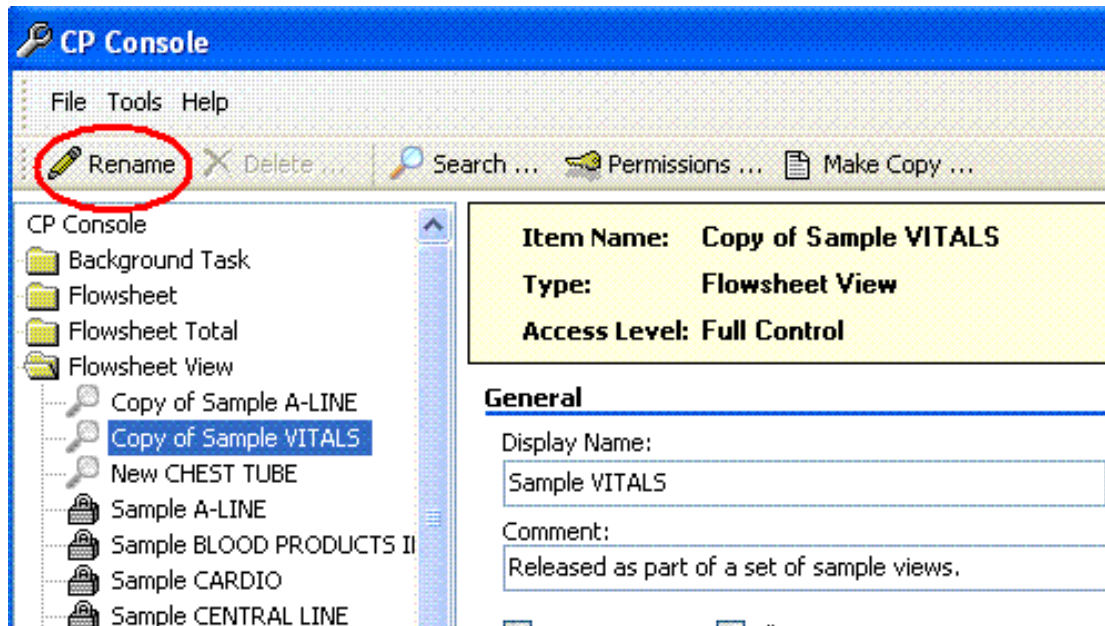 CP Console
File Tools Help
Rename Delete ... Search ... Permissions ... Make Copy ...
CP Console
Background Task
Flowsheet
Flowsheet Total
Flowsheet View
Copy of Sample A-LINE
Copy of Sample VITALS
New CHEST TUBE
Sample A-LINE
Sample BLOOD PRODUCTS
Sample CARDIO
Sample CENTRAL LINE
Item Name: Copy of Sample VITALS
Type: Flowsheet View
Access Level: Full Control
General
Display Name:
Sample VITALS
Comment:
Released as part of a set of sample views.